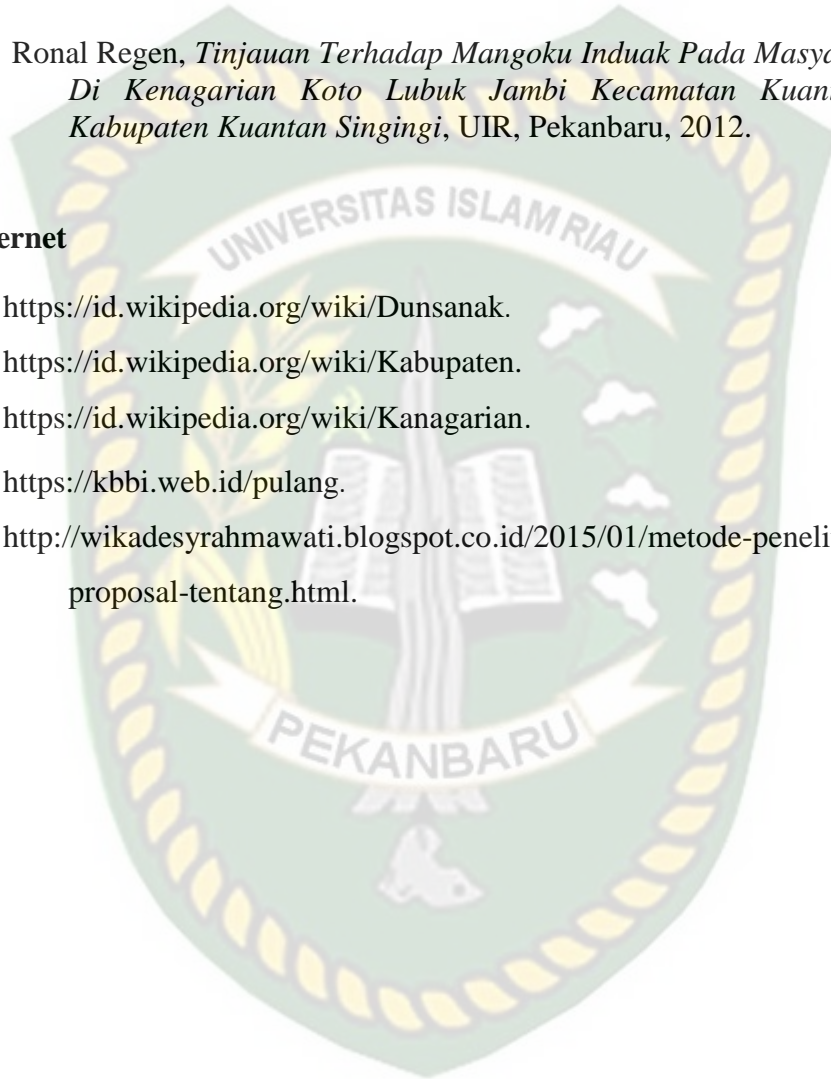 Ronal Regen, Tinjauan Terhadap Mangoku Induak Pada
Di Kenagarian Koto Lubuk Jambi Kecamatan
Kabupaten Kuantan Singingi, UIR, Pekanbaru, 2012.
UNIVERSITAS ISLAM RIAU
https://id.wikipedia.org/wiki/Dunsanak.
https://id.wikipedia.org/wiki/Kabupaten.
https://id.wikipedia.org/wiki/Kanagarian.
https://kbbi.web.id/pulang.
http://wikadesyrahmawati.blogspot.co.id/2015/01/metode-peneli
proposal-tentang.html.
PEKANBARU